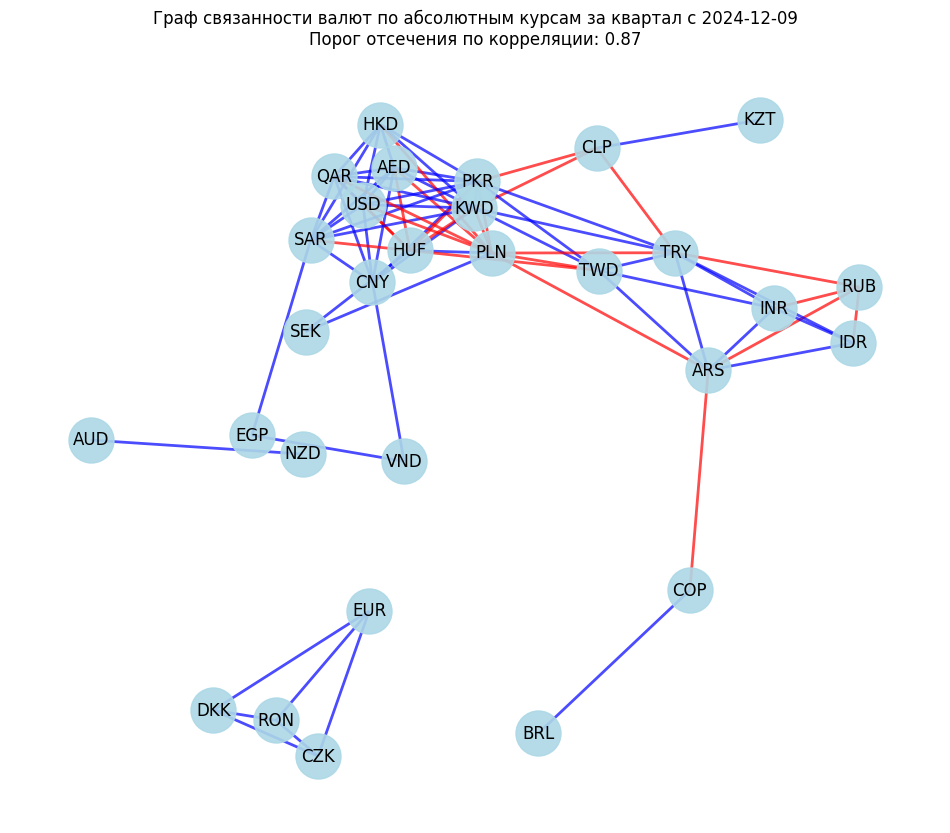 Граф связанности валют по абсолютным курсам за квартал с 2024-12-09
Порог отсечения по корреляции: 0.87
HKD
KZT
CLP
AED
QAR
PKR
USD
KWD
SAR
HUF
PLN
TRY
TWD
CNY
RUB
INR
SEK
IDR
ARS
EGP
AUD
NZD
VND
COP
EUR
DKK
RON
BRL
CZK